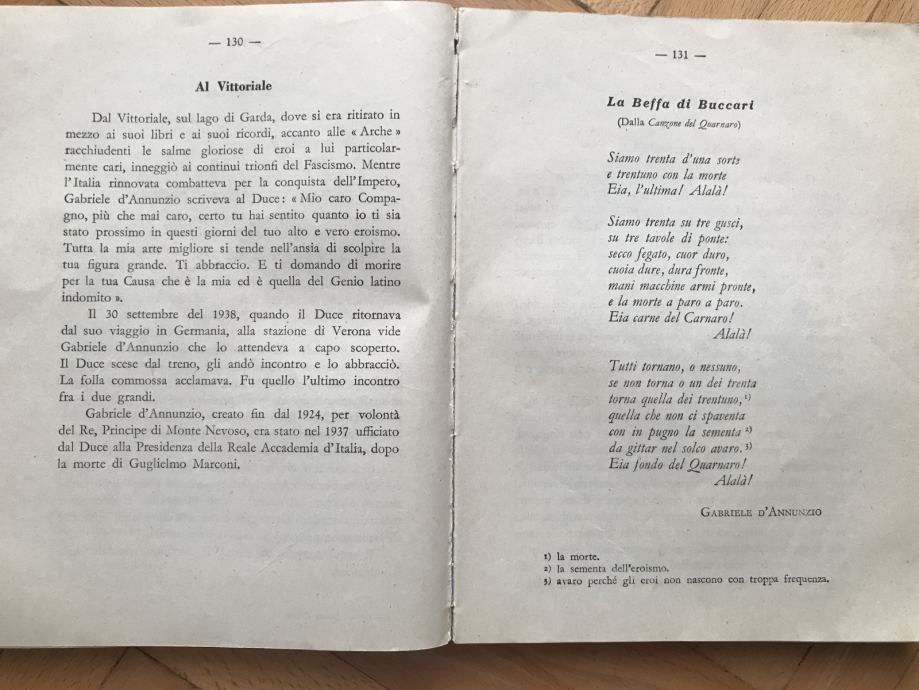 — 130 —
Al Vittoriale
Dal Vittoriale, sul lago di Garda, dove si era ritirato in
mezzo ai suoi libri e ai suoi ricordi, accanto alle « Arche »
racchiudenti le salme gloriose di eroi a lui particolar-
mente cari, inneggiò ai continui trionfi del Fascismo. Mentre
l'Italia rinnovata combatteva per la conquista dell'Impero,
Gabriele d'Annunzio scriveva al Duce: « Mio caro Compa-
gno, più che mai caro, certo tu hai sentito quanto io ti sia
stato prossimo in questi giorni del tuo alto e vero eroismo.
Tutta la mia arte migliore si tende nell'ansia di scolpire la
tua figura grande. Ti abbraccio. E ti domando di morire
per la tua Causa che è la mia ed è quella del Genio latino
indomito ».
Il 30 settembre del 1938, quando il Duce ritornava
dal suo viaggio in Germania, alla stazione di Verona vide
Gabriele d'Annunzio che lo attendeva a capo scoperto.
Il Duce scese dal treno, gli andò incontro e lo abbracciò.
La folla commossa acclamava. Fu quello l'ultimo incontro
fra i due grandi.
Gabriele d'Annunzio, creato fin dal 1924, per volontà
del Re, Principe di Monte Nevoso, era stato nel 1937 ufficiato
dal Duce alla Presidenza della Reale Accademia d'Italia, dopo
la morte di Guglielmo Marconi.
— 131 —
La Beffa di Buccari
(Dalla Canzone del Quarnaro)
Siamo trenta d'una sorte
e trentuno con la morte
Eia, l'ultima! Alalà!
Siamo trenta su tre gusci,
su tre tavole di ponte:
secco fegato, cuor duro,
cuoia dure, dura fronte,
mani macchine armi pronte,
e la morte a paro a paro.
Eia carne del Carnaro!
Alalà!
Tutti tornano, o nessuno,
se non torna o un dei trenta
torna quella dei trentuno, ¹)
quella che non ci spaventa
con in pugno la sementa ²)
da gittar nel solco avaro. ³)
Eia fondo del Quarnaro!
Alalà!
GABRIELE D'ANNUNZIO
1) la morte.
2) la sementa dell'eroismo.
3) avaro perché gli eroi non nascono con troppa frequenza.